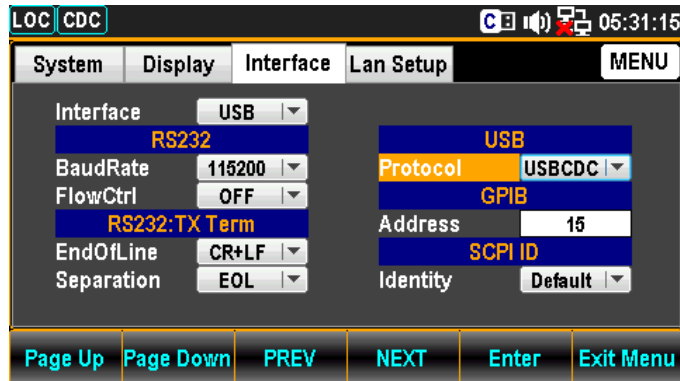 LOC CDC C 05:31:15
System Display Interface Lan Setup MENU
Interface USB
RS232 USB
BaudRate 115200 Protocol USBCDC
FlowCtrl OFF GPIB
RS232:TX Term Address 15
EndOfLine CR+LF SCPI ID
Separation EOL Identity Default
Page Up Page Down PREV NEXT Enter Exit Menu